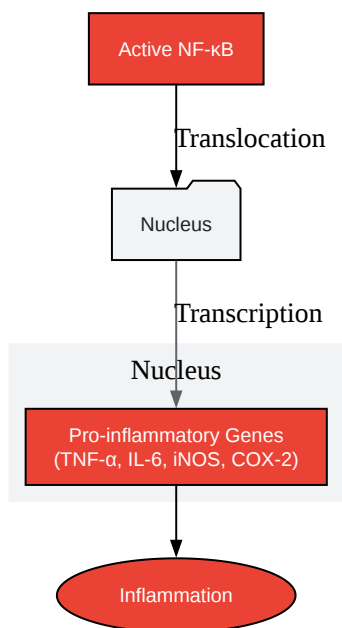 Active NF-κB
Translocation
Nucleus
Transcription
Nucleus
Pro-inflammatory Genes
(TNF-α, IL-6, iNOS, COX-2)
Inflammation